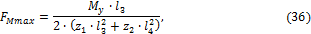 F_{Mmax} = \frac{M_y \cdot l_3}{2 \cdot (z_1 \cdot l_3^2 + z_2 \cdot l_4^2)}, (36)